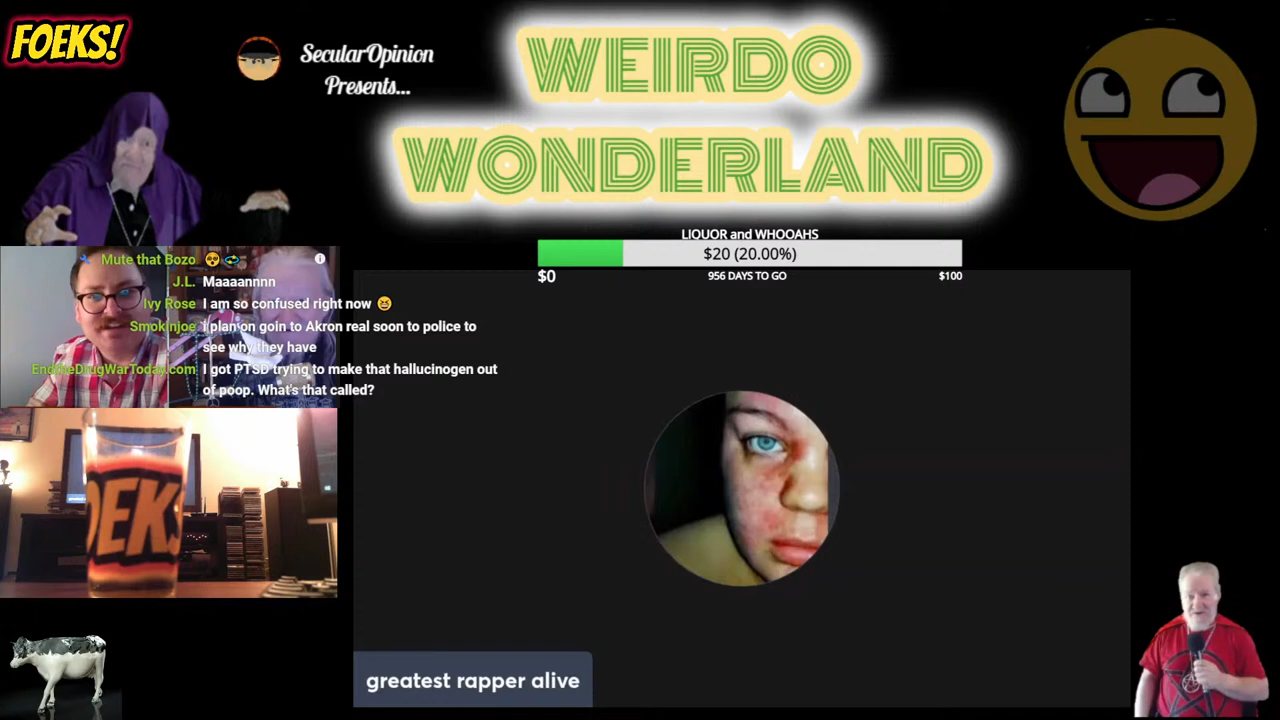 FOEKS!
SecularOpinion
Presents...
WEIRDO
WONDERLAND
LIQUOR and WHOOAHS
$20 (20.00%)
$0
956 DAYS TO GO
$100
Mute that Bozo
J.L. Maaaannnn
Ivy Rose I am so confused right now
Smokinjoe I plan on goin to Akron real soon to police to
see why they have
EndtheDrugWarToday.com I got PTSD trying to make that hallucinogen out
of poop. What's that called?
OEKS
greatest rapper alive